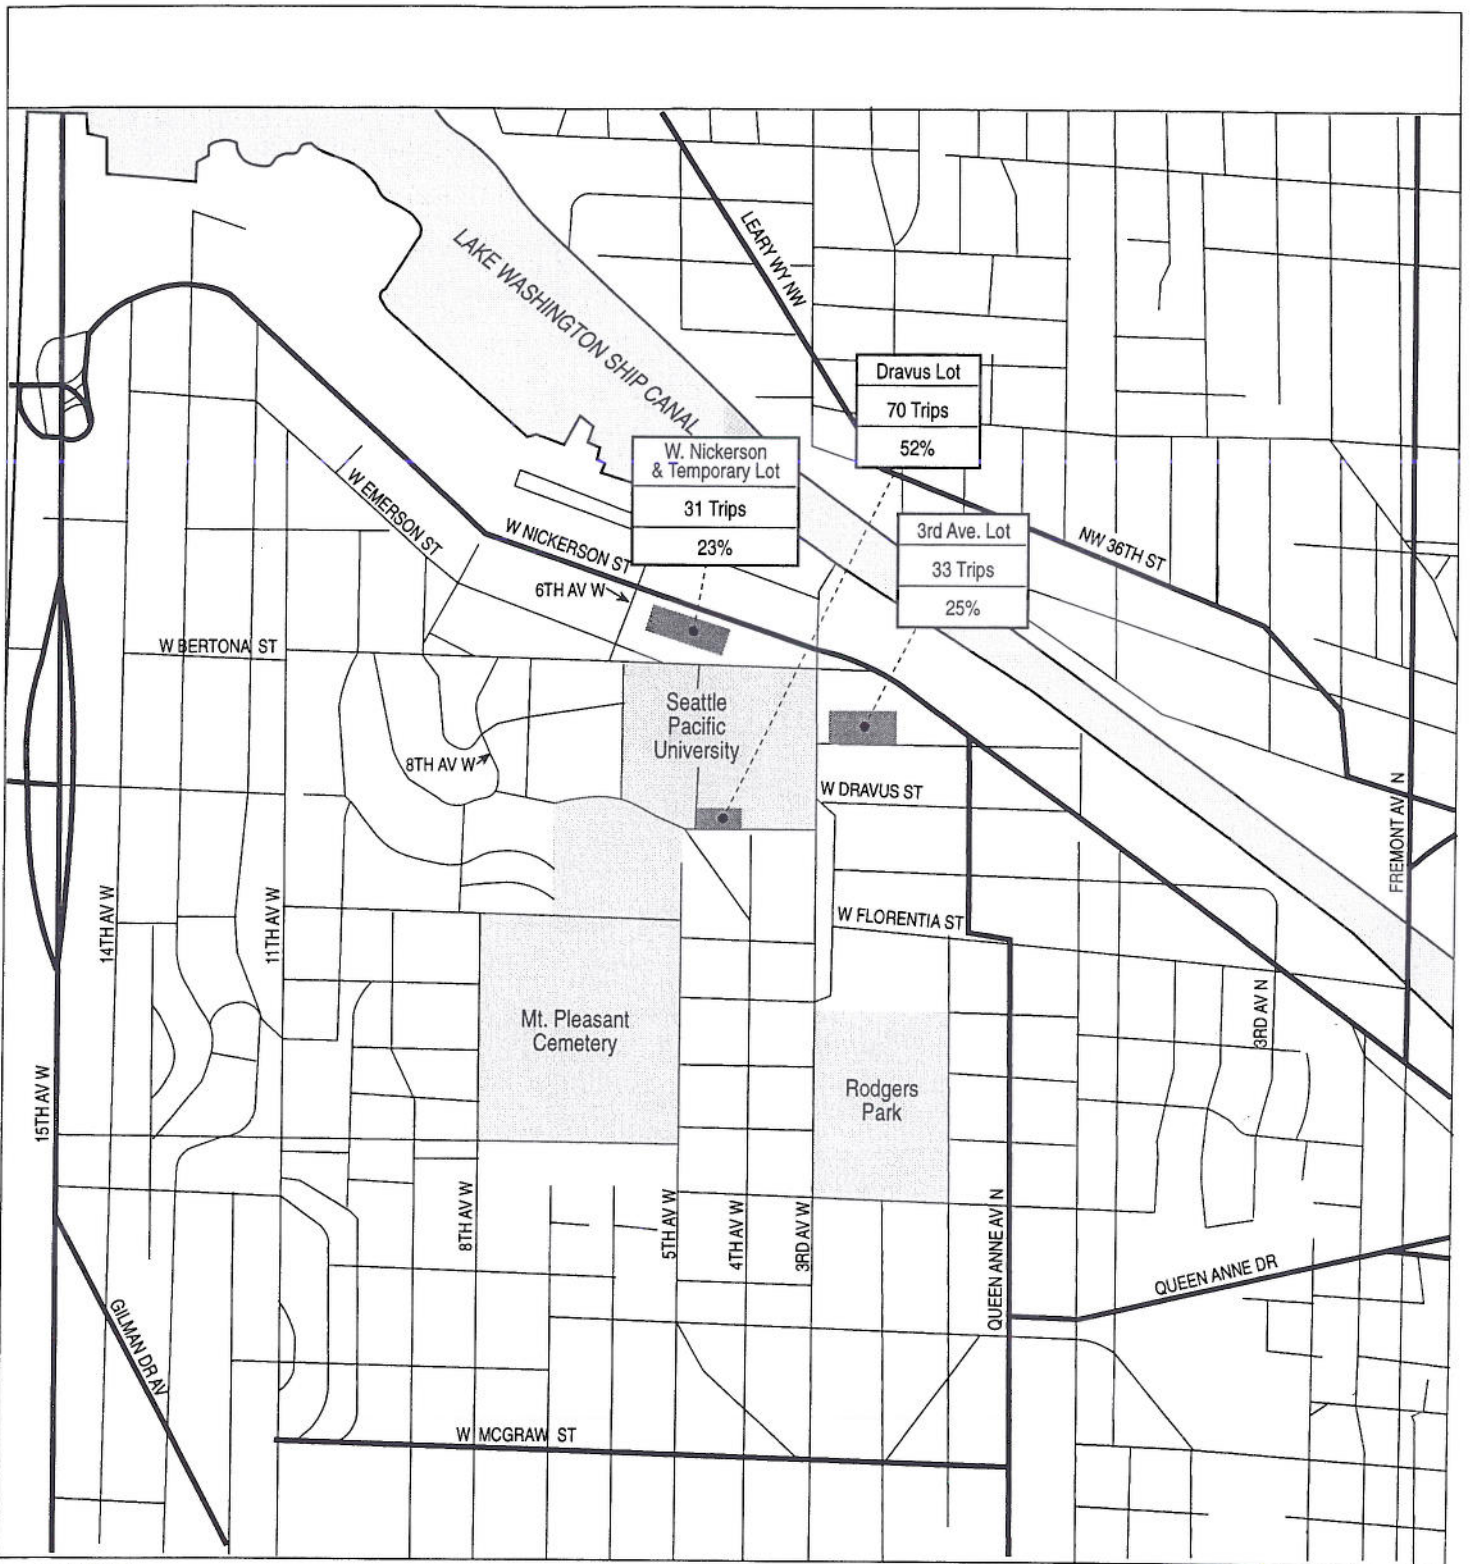 LEARY WY NW
LAKE WASHINGTON SHIP CANAL
Dravus Lot
70 Trips
52%
W. Nickerson
& Temporary Lot
31 Trips
23%
3rd Ave. Lot
33 Trips
25%
W EMERSON ST
W NICKERSON ST
NW 36TH ST
6TH AV W
W BERTONA ST
Seattle
Pacific
University
8TH AV W
W DRAVUS ST
FREMONT AV N
14TH AV W
11TH AV W
W FLORENTIA ST
3RD AV N
Mt. Pleasant
Cemetery
Rodgers
Park
15TH AV W
8TH AV W
5TH AV W
4TH AV W
3RD AV W
QUEEN ANNE AV N
QUEEN ANNE DR
GILMAN DR AV
W MCGRAW ST